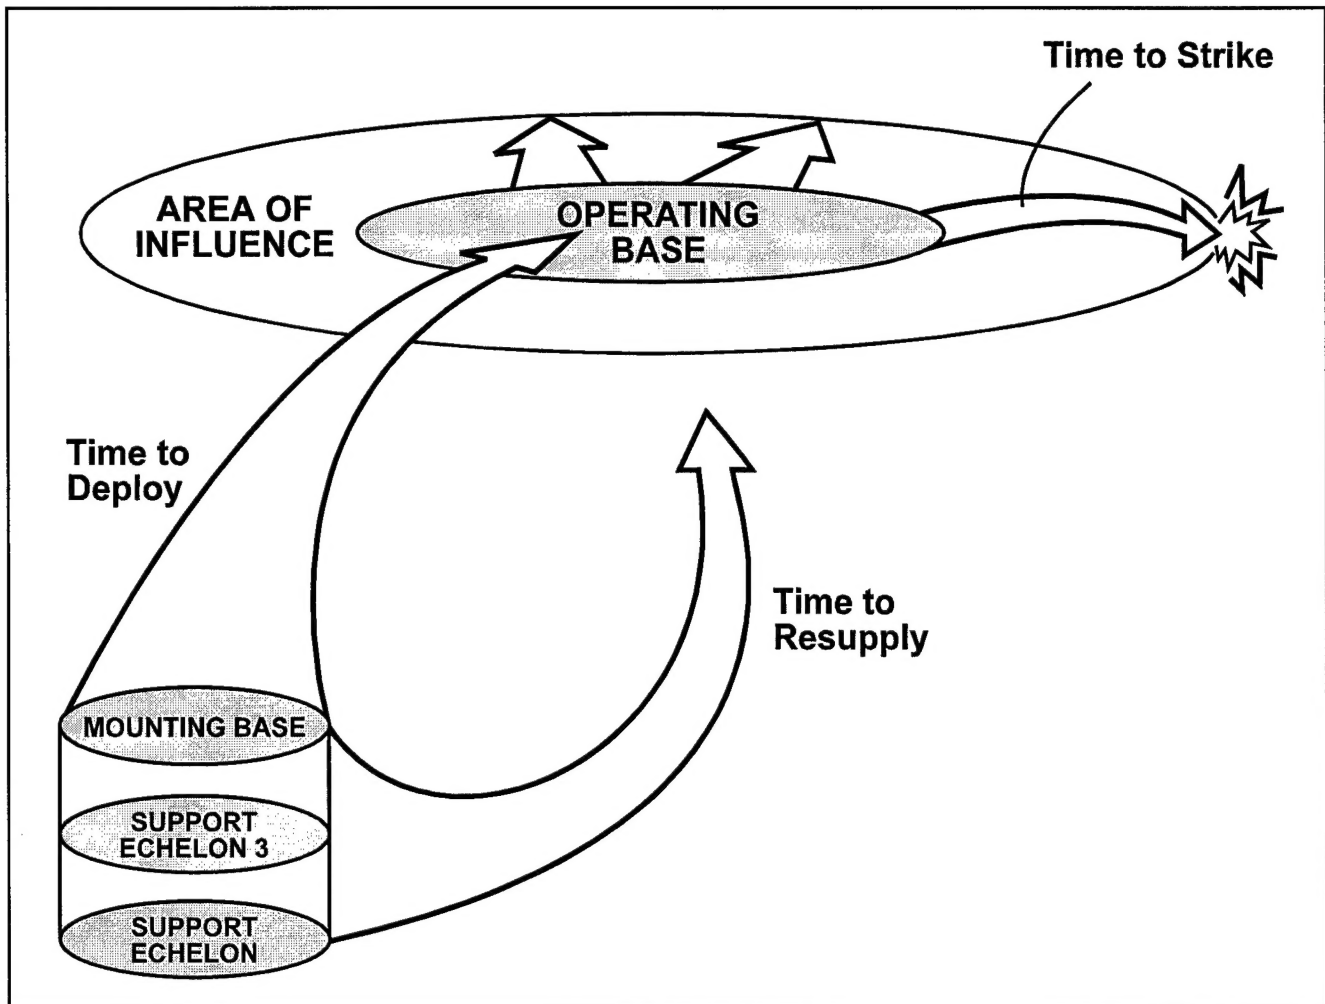 Time to Strike
AREA OF
INFLUENCE
OPERATING
BASE
Time to
Deploy
Time to
Resupply
MOUNTING BASE
SUPPORT
ECHELON 3
SUPPORT
ECHELON